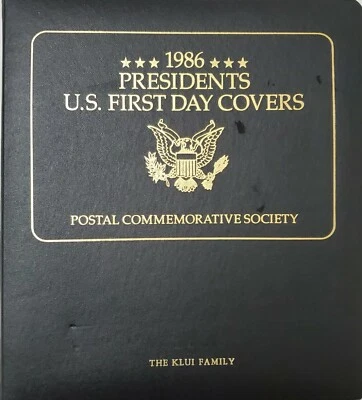 ★★★ 1986 ★★★
PRESIDENTS
U.S. FIRST DAY COVERS
POSTAL COMMEMORATIVE SOCIETY
THE KLUI FAMILY